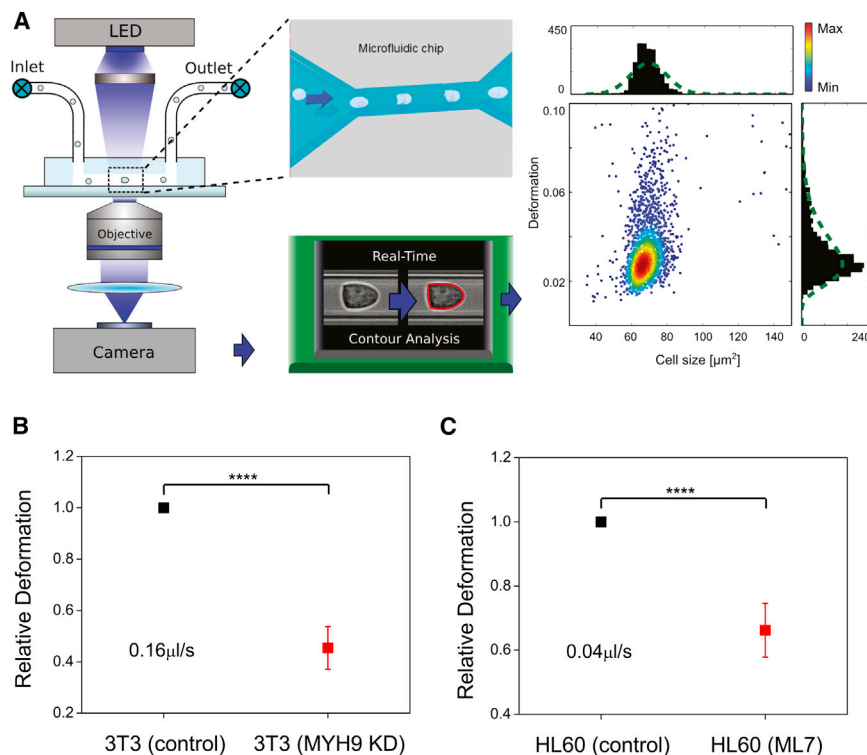 A
LED
Inlet
Outlet
Objective
Camera
Microfluidic chip
Real-Time
Contour Analysis
450
0
Max
Min
Deformation
0.10
0.06
0.02
40 60 80 100 120 140
Cell size [µm²]
0 240
B
Relative Deformation
1.2
1.0
0.8
0.6
0.4
0.2
****
0.16µl/s
3T3 (control) 3T3 (MYH9 KD)
C
Relative Deformation
1.2
1.0
0.8
0.6
0.4
****
0.04µl/s
HL60 (control) HL60 (ML7)